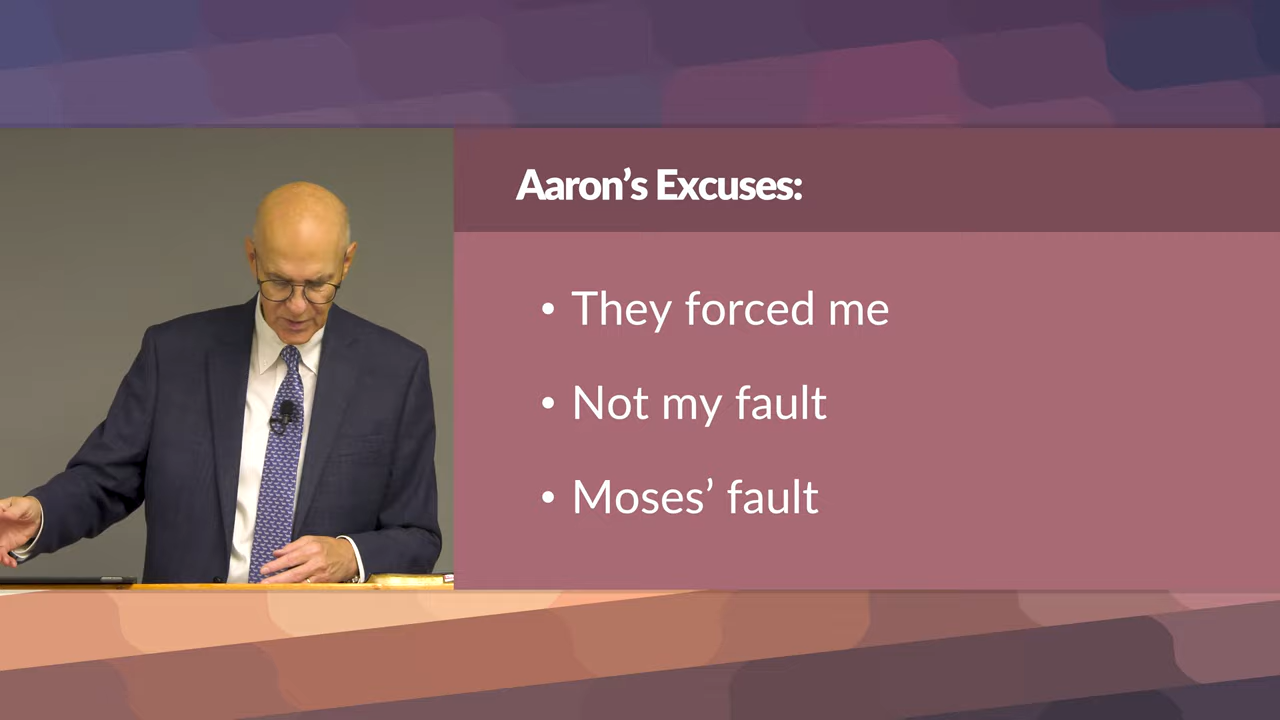 Aaron’s Excuses:
• They forced me
• Not my fault
• Moses’ fault